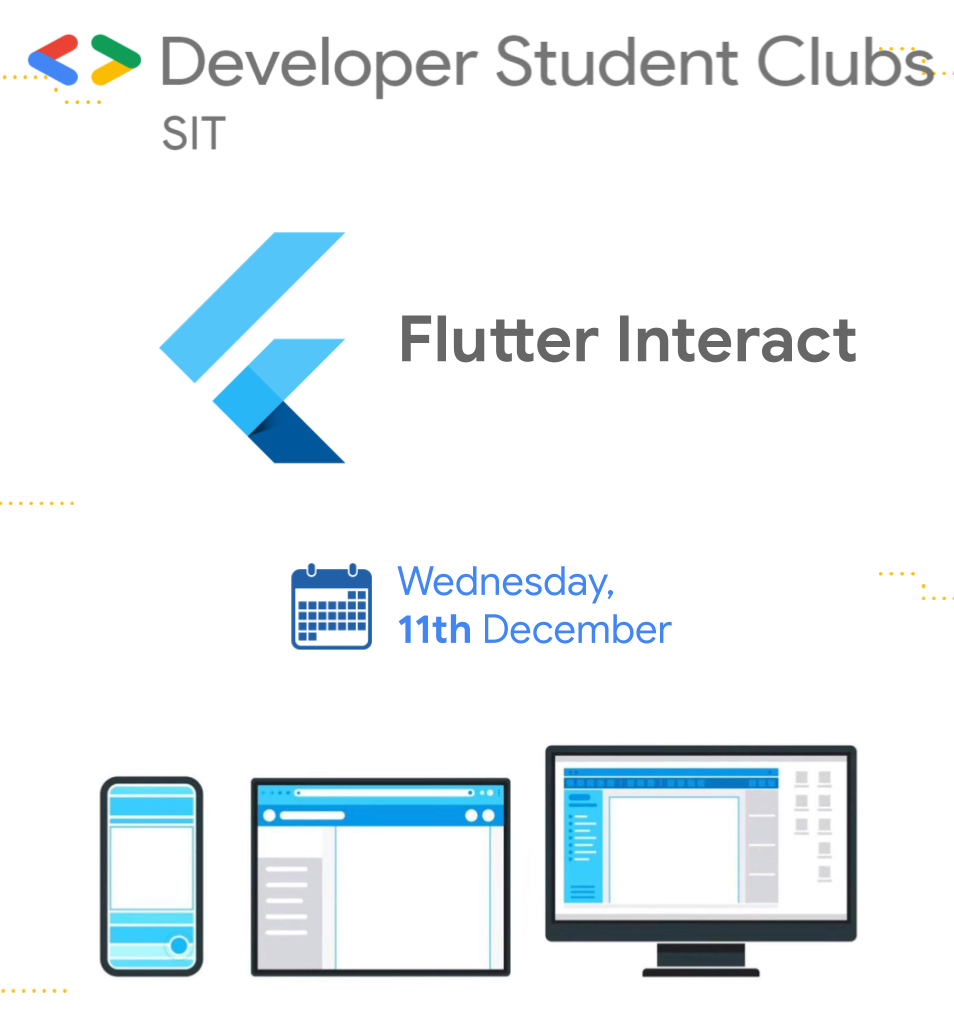 Developer Student Clubs
SIT
Flutter Interact
Wednesday,
11th December